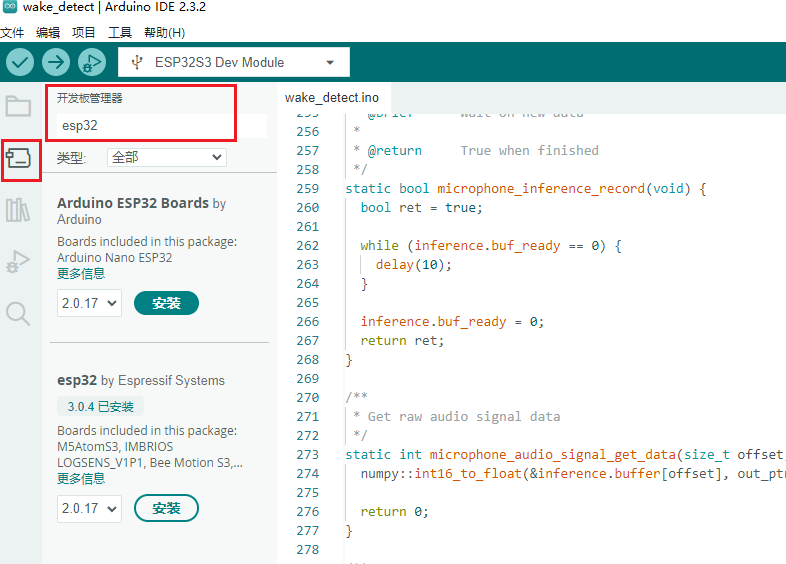 wake_detect | Arduino IDE 2.3.2
文件 编辑 项目 工具 帮助(H)
ESP32S3 Dev Module
开发板管理器
esp32
类型: 全部
Arduino ESP32 Boards by
Arduino
Boards included in this package:
Arduino Nano ESP32
更多信息
2.0.17 安装
esp32 by Espressif Systems
3.0.4 已安装
Boards included in this package:
M5AtomS3, IMBRIOS
LOGSENS_V1P1, Bee Motion S3,...
更多信息
2.0.17 安装
wake_detect.ino
255 * @brief Wait on new data
256 *
257 * @return True when finished
258 */
259 static bool microphone_inference_record(void) {
260 bool ret = true;
261
262 while (inference.buf_ready == 0) {
263 delay(10);
264 }
265
266 inference.buf_ready = 0;
267 return ret;
268 }
269
270 /**
271 * Get raw audio signal data
272 */
273 static int microphone_audio_signal_get_data(size_t offset,
274 numpy::int16_to_float(&inference.buffer[offset], out_ptr
275
276 return 0;
277 }
278